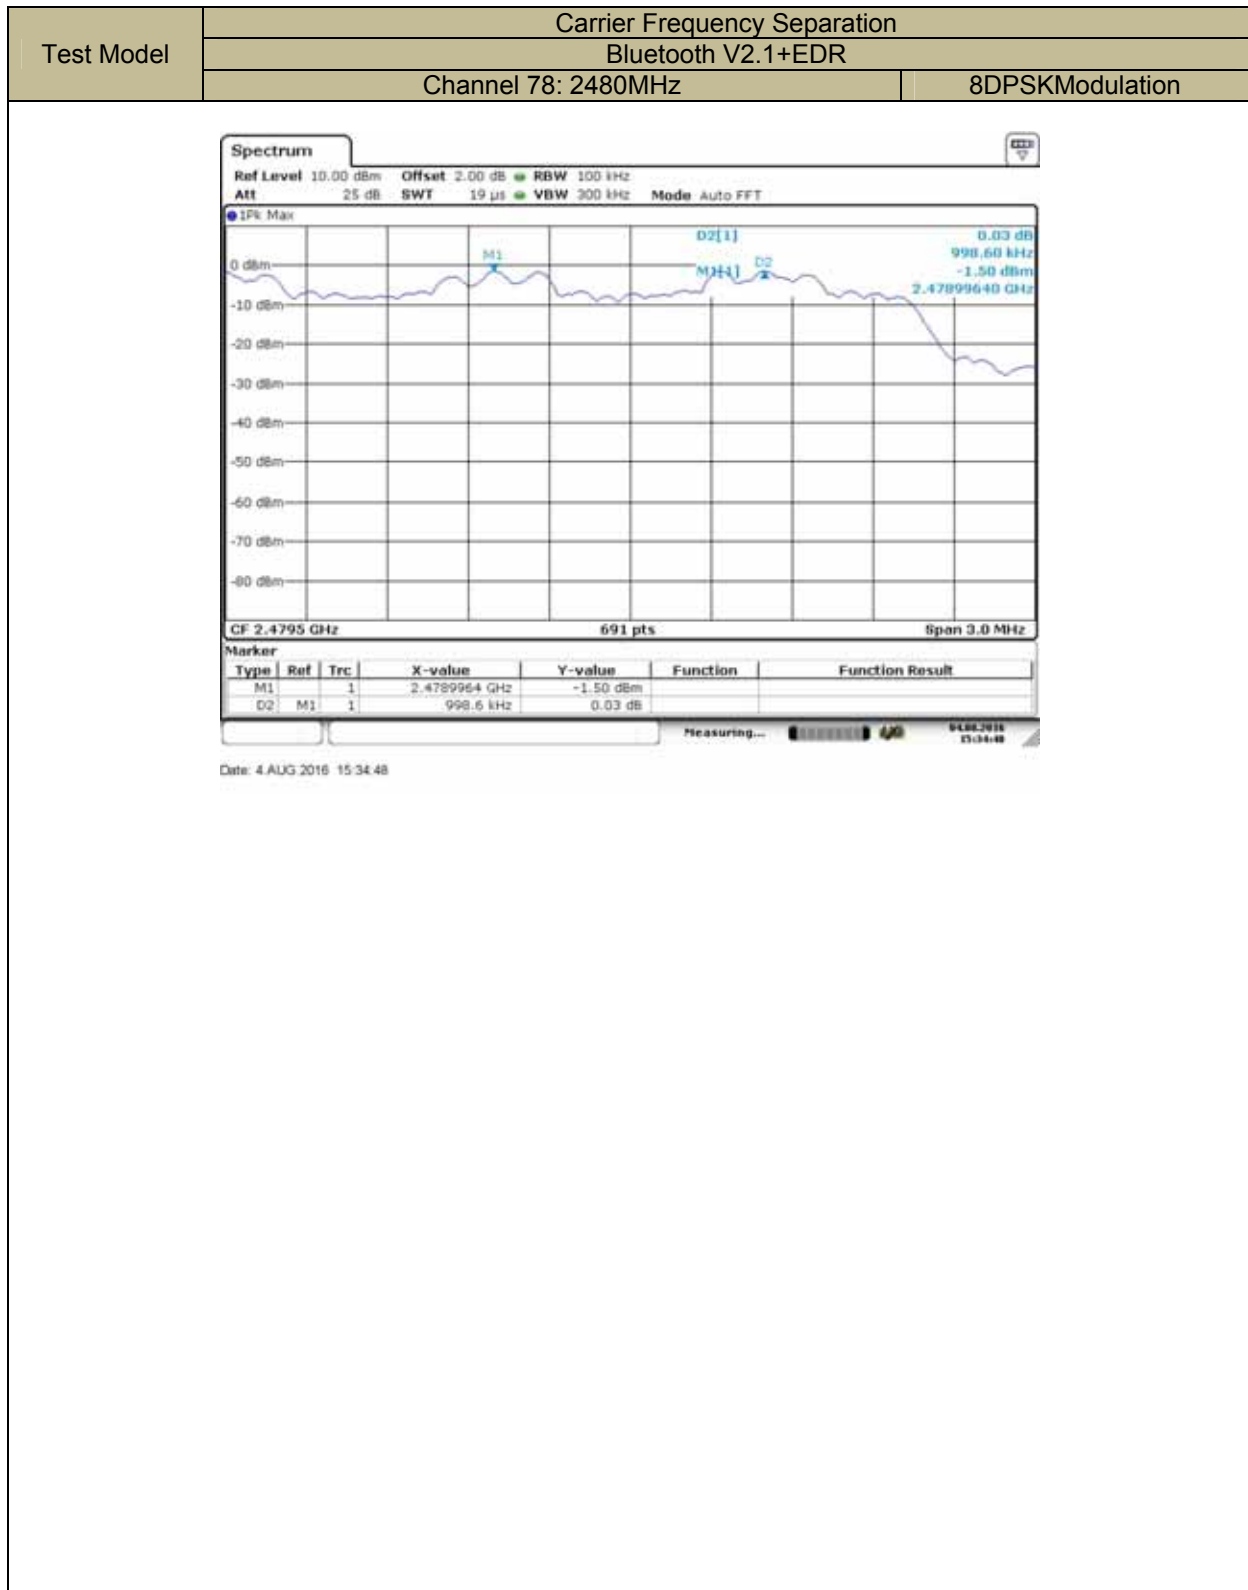 Test Model
Carrier Frequency Separation
Bluetooth V2.1+EDR
Channel 78: 2480MHz 8DPSKModulation
Spectrum
Ref Level 10.00 dBm Offset 2.00 dB RBW 100 kHz
Att 25 dB SWT 19 µs VBW 300 kHz Mode Auto FFT
1Pk Max
D2[1] 0.03 dB
998.60 kHz
M1[1] -1.50 dBm
2.47899640 GHz
M1
D2
0 dBm
-10 dBm
-20 dBm
-30 dBm
-40 dBm
-50 dBm
-60 dBm
-70 dBm
-80 dBm
CF 2.4795 GHz 691 pts Span 3.0 MHz
Marker
Type Ref Trc X-value Y-value Function Function Result
M1 1 2.4789964 GHz -1.50 dBm
D2 M1 1 998.6 kHz 0.03 dB
Measuring... 04.08.2016
15:34:48
Date: 4.AUG.2016 15:34:48